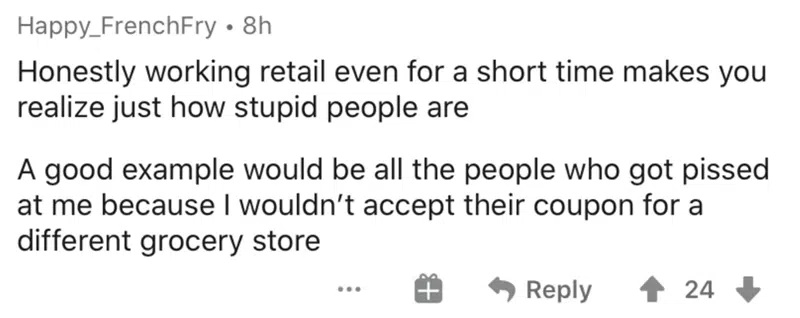 Happy_FrenchFry • 8h
Honestly working retail even for a short time makes you
realize just how stupid people are
A good example would be all the people who got pissed
at me because I wouldn't accept their coupon for a
different grocery store
... Reply 24